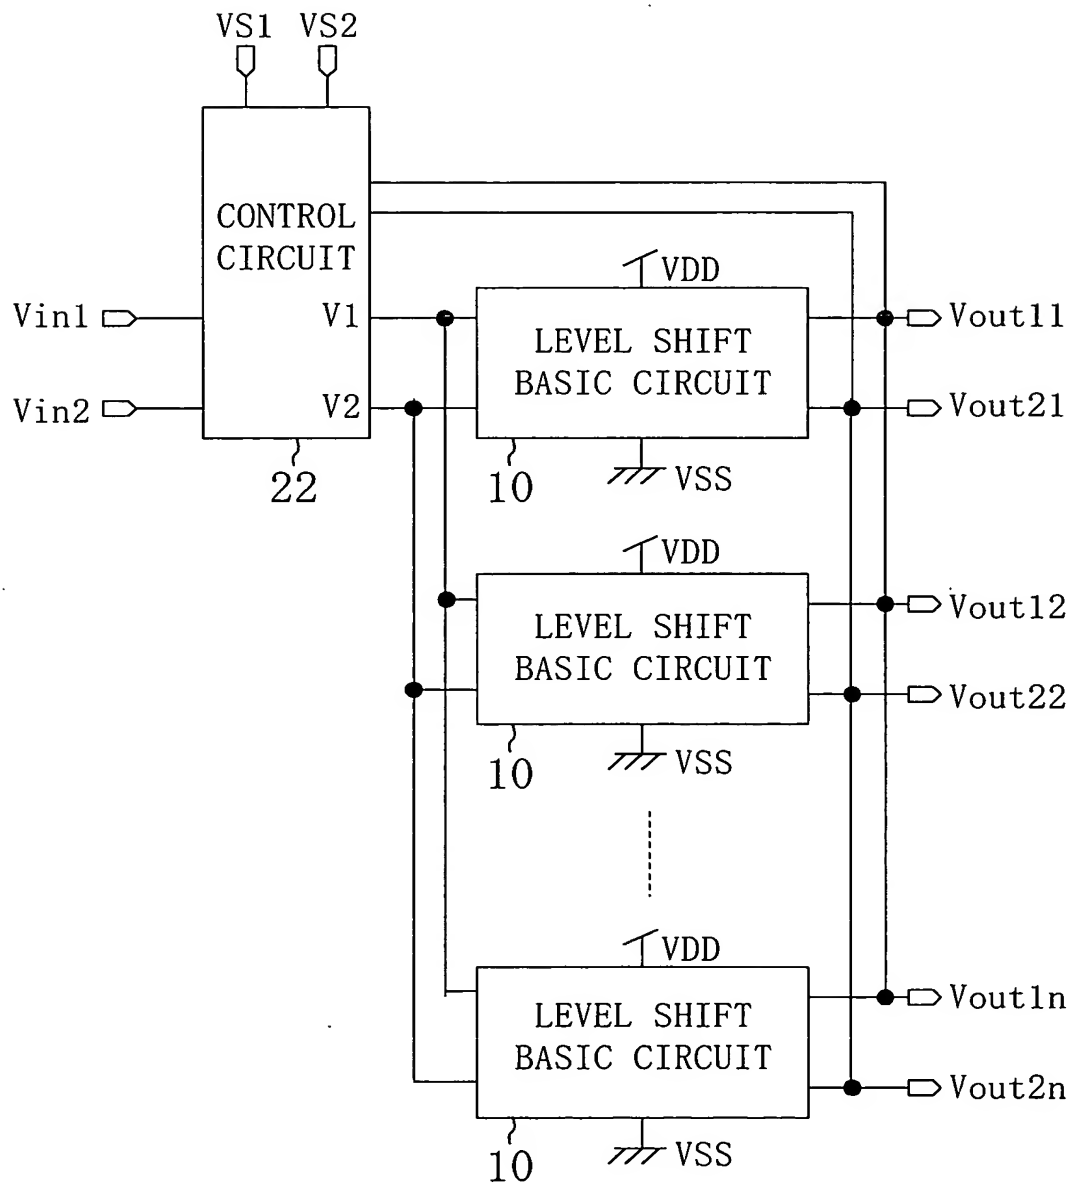 VS1 VS2
CONTROL
CIRCUIT
VDD
Vin1
V1
LEVEL SHIFT
BASIC CIRCUIT
Vout11
Vin2
V2
Vout21
22
10
VSS
VDD
LEVEL SHIFT
BASIC CIRCUIT
Vout12
Vout22
10
VSS
VDD
LEVEL SHIFT
BASIC CIRCUIT
Vout1n
Vout2n
10
VSS